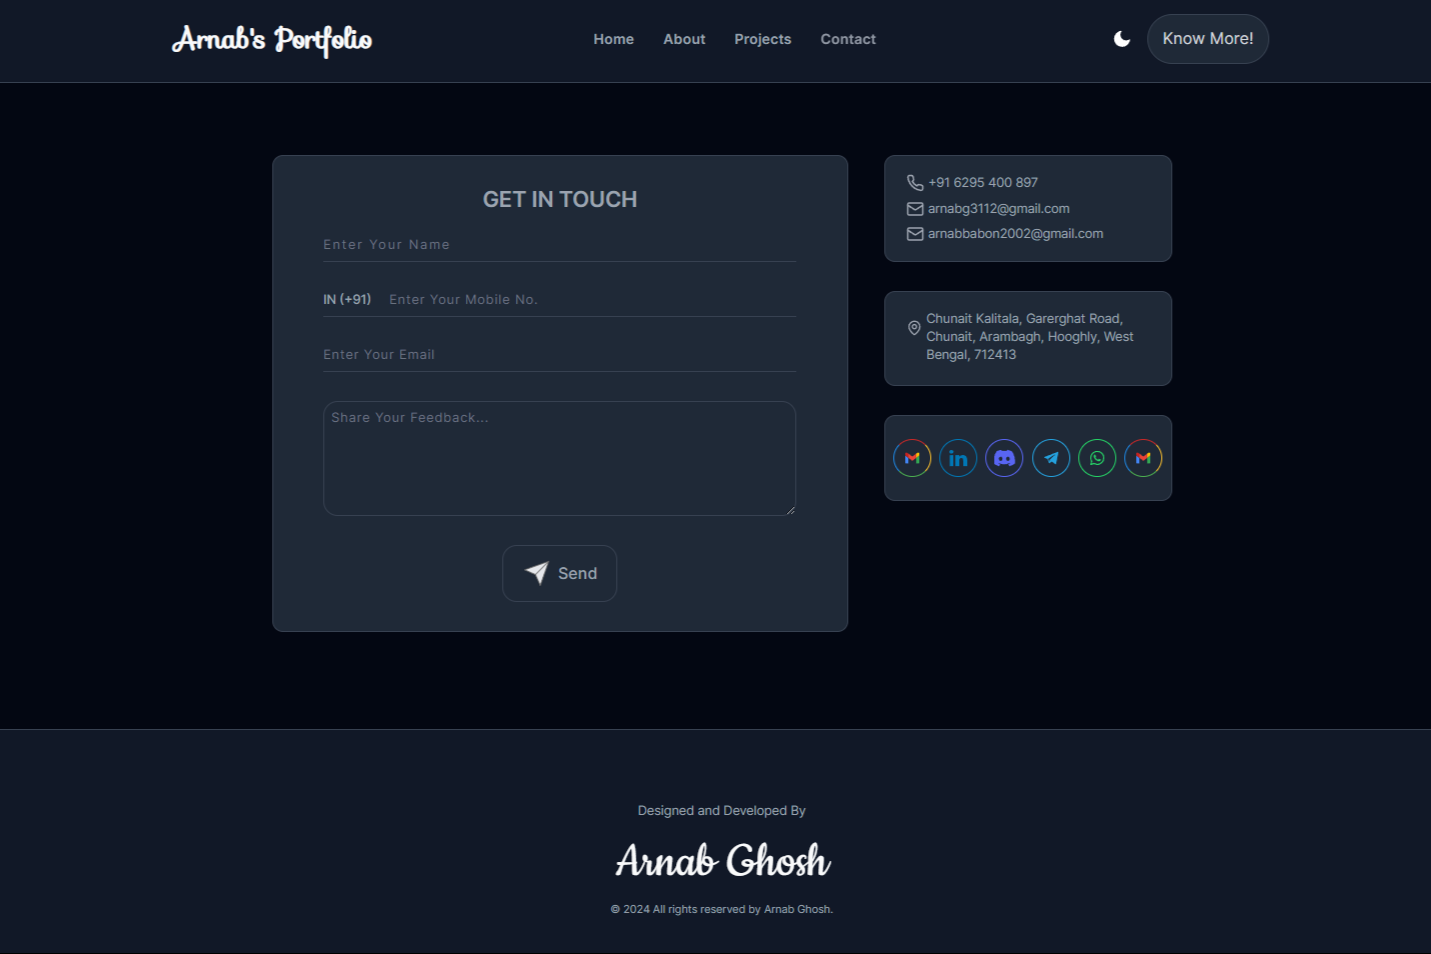 Arnab's Portfolio
Home
About
Projects
Contact
Know More!
GET IN TOUCH
Enter Your Name
IN (+91) Enter Your Mobile No.
Enter Your Email
Share Your Feedback...
Send
+91 6295 400 897
arnabg3112@gmail.com
arnabbabon2002@gmail.com
Chunait Kalitala, Garerghat Road,
Chunait, Arambagh, Hooghly, West
Bengal, 712413
in
Designed and Developed By
Arnab Ghosh
© 2024 All rights reserved by Arnab Ghosh.